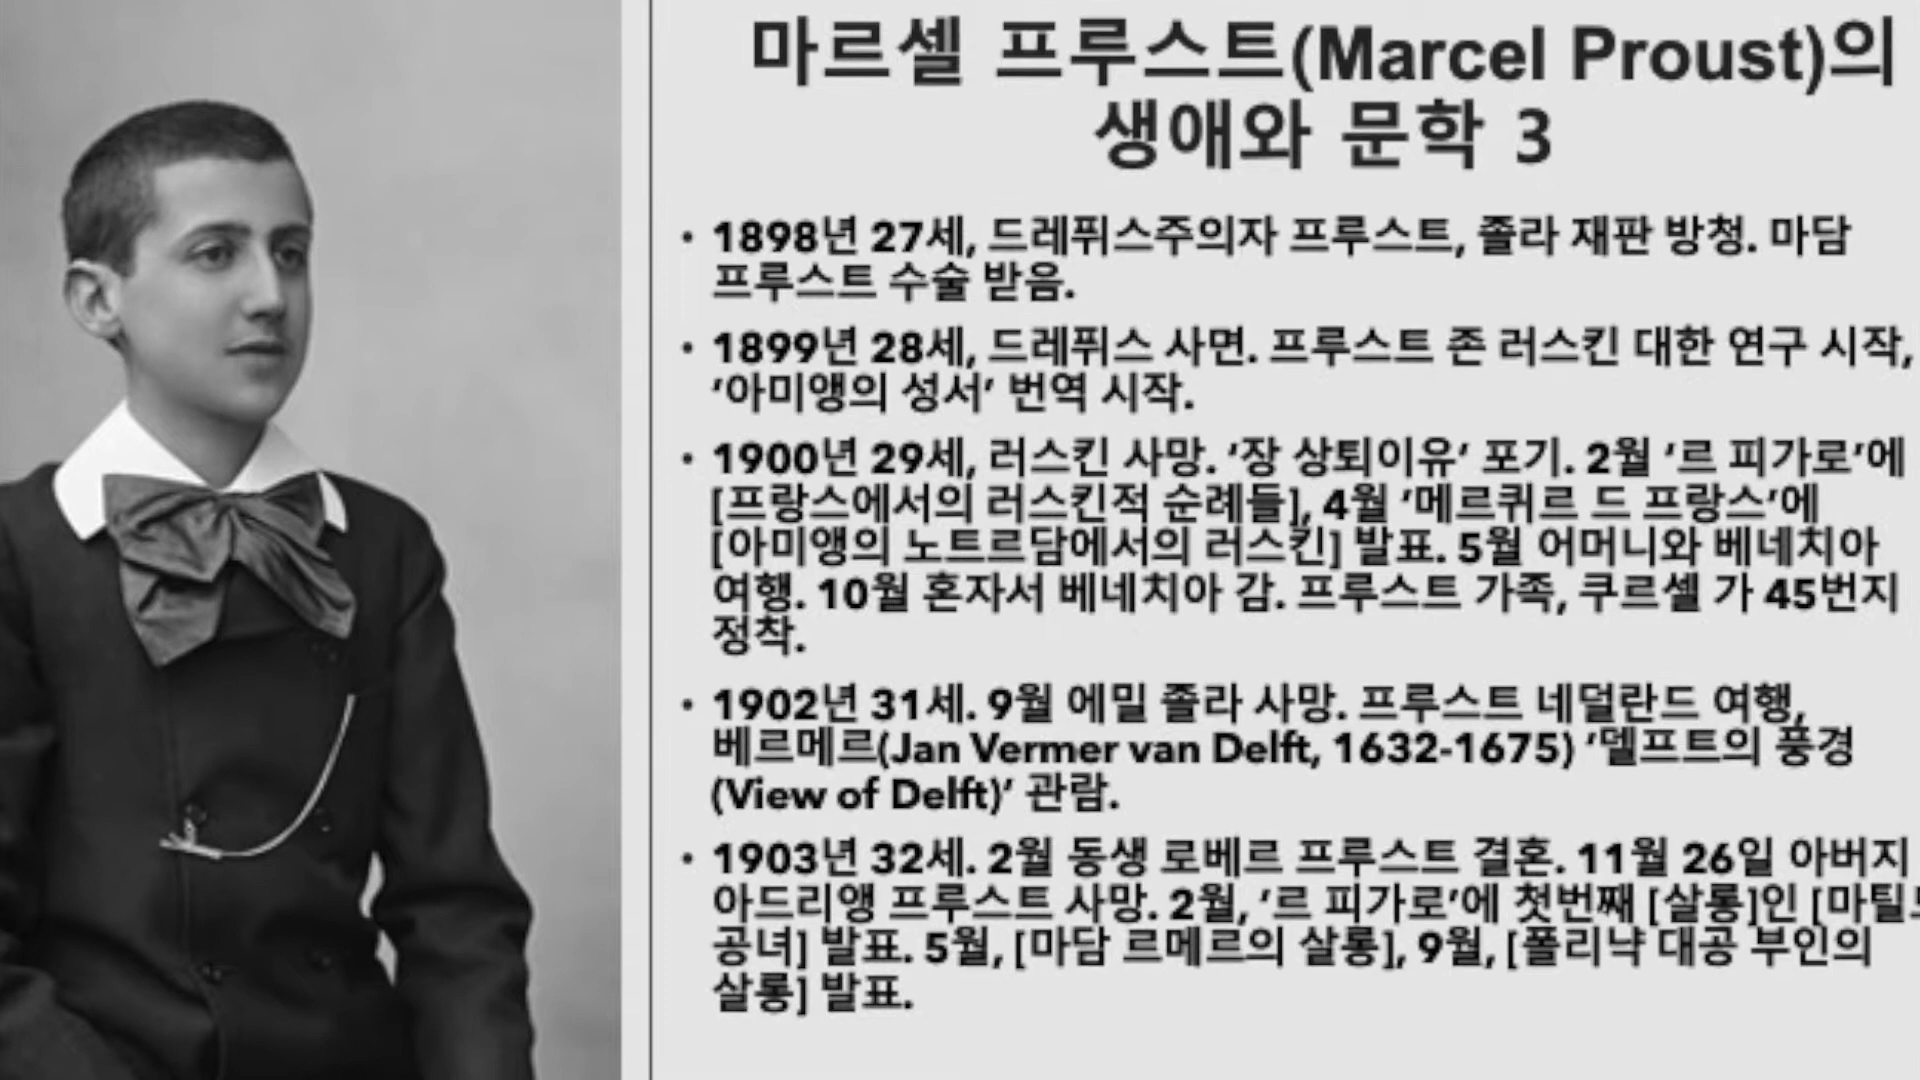 마르셀 프루스트(Marcel Proust)의
생애와 문학 3
• 1898년 27세, 드레퓌스주의자 프루스트, 졸라 재판 방청. 마담
프루스트 수술 받음.
• 1899년 28세, 드레퓌스 사면. 프루스트 존 러스킨 대한 연구 시작,
'아미앵의 성서' 번역 시작.
• 1900년 29세, 러스킨 사망. '장 상퇴이유' 포기. 2월 '르 피가로'에
[프랑스에서의 러스킨적 순례들], 4월 '메르퀴르 드 프랑스'에
[아미앵의 노트르담에서의 러스킨] 발표. 5월 어머니와 베네치아
여행. 10월 혼자서 베네치아 감. 프루스트 가족, 쿠르셀 가 45번지
정착.
• 1902년 31세. 9월 에밀 졸라 사망. 프루스트 네덜란드 여행,
베르메르(Jan Vermer van Delft, 1632-1675) '델프트의 풍경
(View of Delft)' 관람.
• 1903년 32세. 2월 동생 로베르 프루스트 결혼. 11월 26일 아버지
아드리앵 프루스트 사망. 2월, '르 피가로'에 첫번째 [살롱]인 [마틸드
공녀] 발표. 5월, [마담 르메르의 살롱], 9월, [폴리냑 대공 부인의
살롱] 발표.